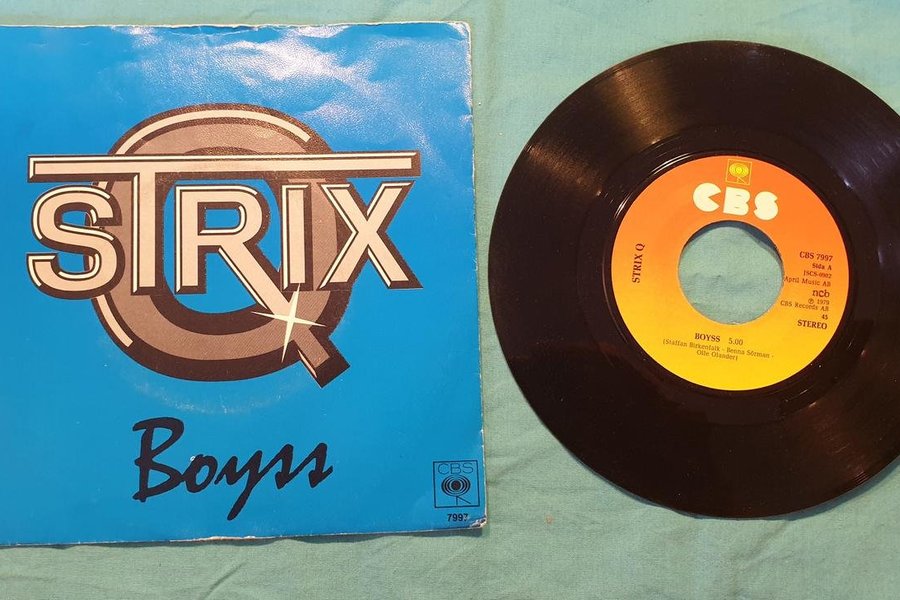 STRIX Q
Boyss
CBS
7997
CBS
STRIX Q
CBS 7997
Side A
JSCS-0902
April Music AB
ncb
℗ 1979
CBS Records AB
45
STEREO
BOYSS 5.00
(Staffan Birkenfalk - Benna Sörman -
Olle Olander)